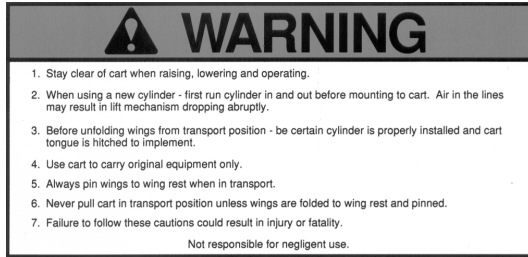 WARNING
1. Stay clear of cart when raising, lowering and operating.
2. When using a new cylinder - first run cylinder in and out before mounting to cart. Air in the lines
may result in lift mechanism dropping abruptly.
3. Before unfolding wings from transport position - be certain cylinder is properly installed and cart
tongue is hitched to implement.
4. Use cart to carry original equipment only.
5. Always pin wings to wing rest when in transport.
6. Never pull cart in transport position unless wings are folded to wing rest and pinned.
7. Failure to follow these cautions could result in injury or fatality.
Not responsible for negligent use.